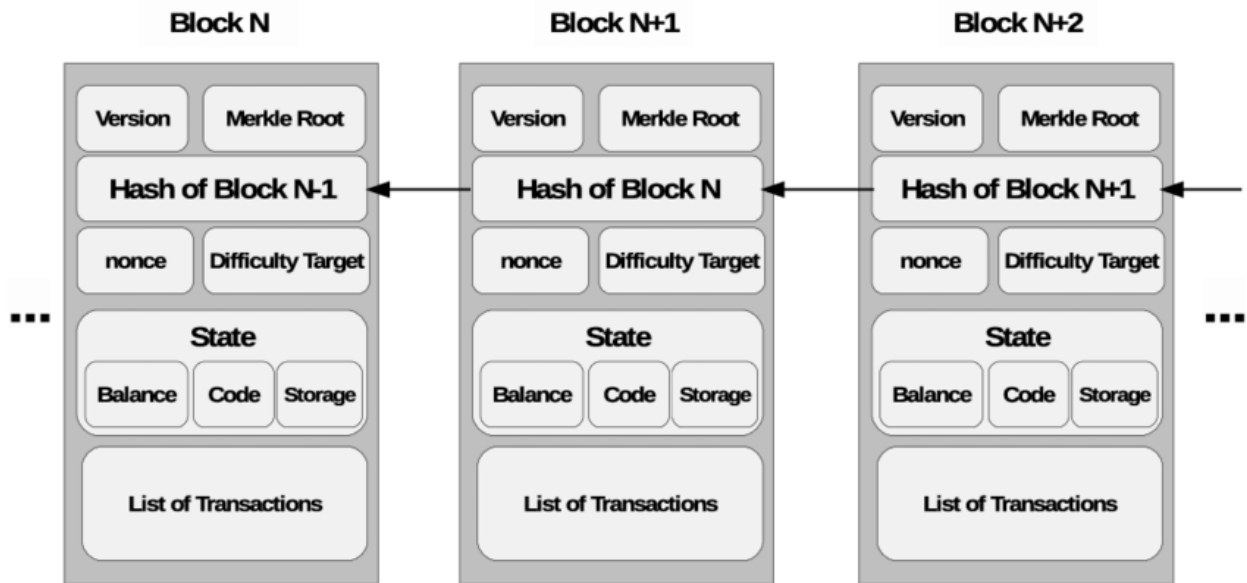 Block N Block N+1 Block N+2
Version Merkle Root Version Merkle Root Version Merkle Root
Hash of Block N-1 Hash of Block N Hash of Block N+1
nonce Difficulty Target nonce Difficulty Target nonce Difficulty Target
... ...
State State State
Balance Code Storage Balance Code Storage Balance Code Storage
List of Transactions List of Transactions List of Transactions